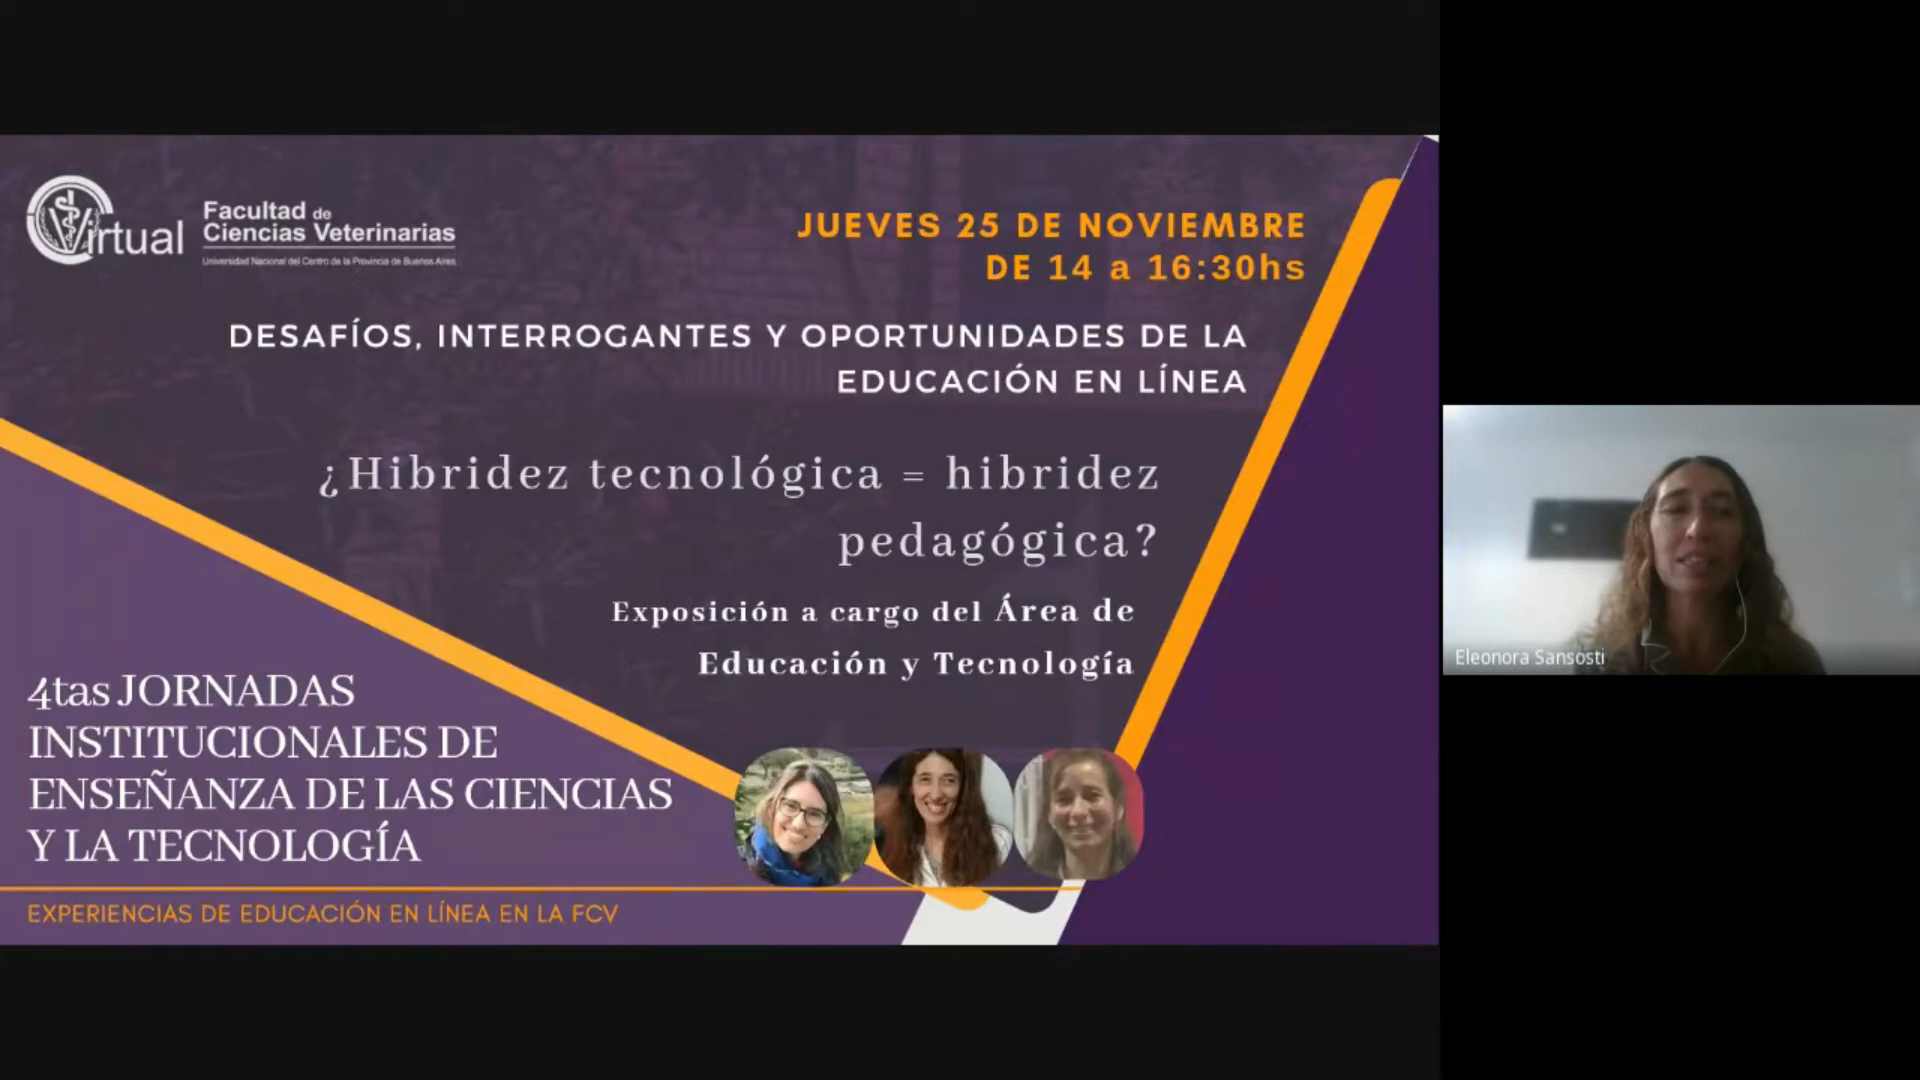 Virtual
Facultad de
Ciencias Veterinarias
Universidad Nacional del Centro de la Provincia de Buenos Aires
JUEVES 25 DE NOVIEMBRE
DE 14 a 16:30hs
DESAFÍOS, INTERROGANTES Y OPORTUNIDADES DE LA
EDUCACIÓN EN LÍNEA
¿Hibridez tecnológica = hibridez
pedagógica?
Exposición a cargo del Área de
Educación y Tecnología
4tas JORNADAS
INSTITUCIONALES DE
ENSEÑANZA DE LAS CIENCIAS
Y LA TECNOLOGÍA
EXPERIENCIAS DE EDUCACIÓN EN LÍNEA EN LA FCV
Eleonora Sansosti